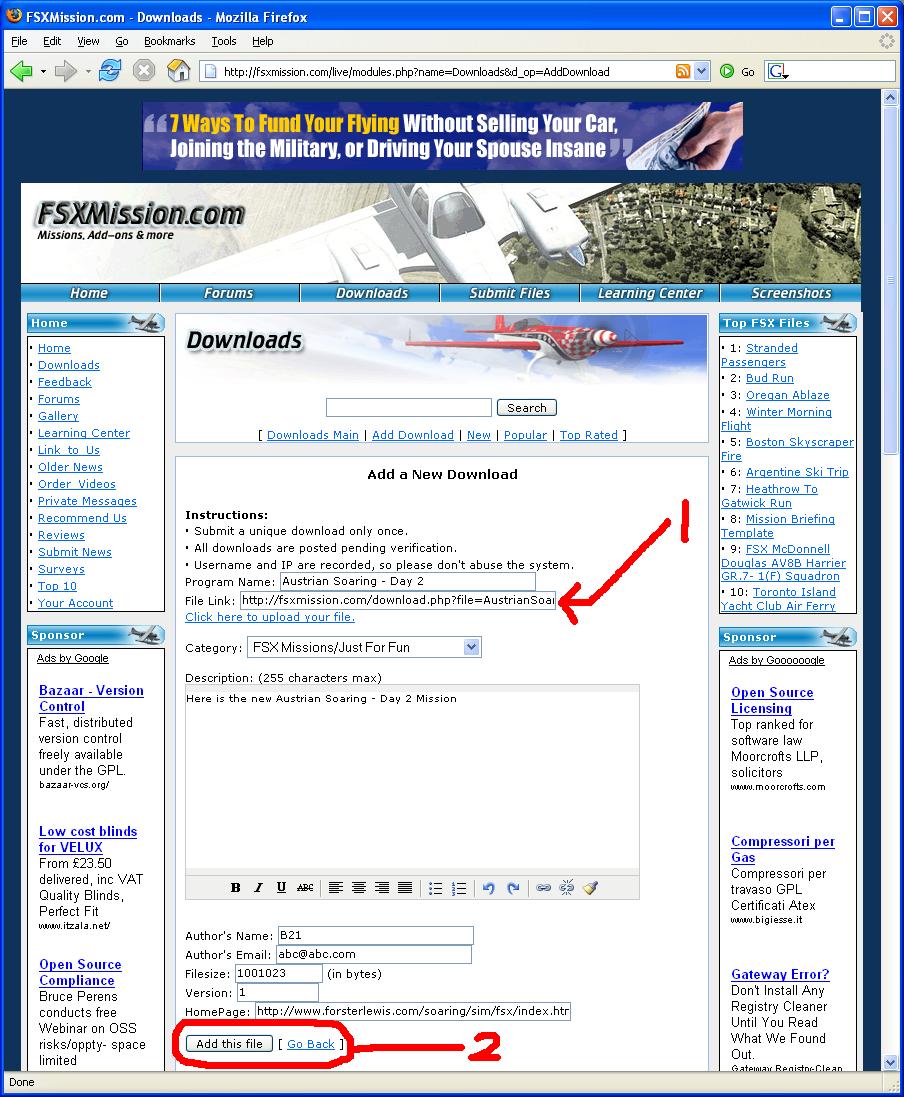 FSXMission.com - Downloads - Mozilla Firefox
File Edit View Go Bookmarks Tools Help
http://fsxmission.com/live/modules.php?name=Downloads&d_op=AddDownload Go G
“ 7 Ways To Fund Your Flying Without Selling Your Car,
Joining the Military, or Driving Your Spouse Insane ”
FSXMission.com
Missions, Add-ons & more
Home Forums Downloads Submit Files Learning Center Screenshots
Home
• Home
• Downloads
• Feedback
• Forums
• Gallery
• Learning Center
• Link_to_Us
• Older News
• Order_Videos
• Private Messages
• Recommend Us
• Reviews
• Submit News
• Surveys
• Top 10
• Your Account
Sponsor
Ads by Google
Bazaar - Version
Control
Fast, distributed
version control
freely available
under the GPL.
bazaar-vcs.org/
Low cost blinds
for VELUX
From £23.50
delivered, inc VAT
Quality Blinds,
Perfect Fit
www.itzala.net/
Open Source
Compliance
Bruce Perens
conducts free
Webinar on OSS
risks/oppty- space
limited
Downloads
Search
[ Downloads Main | Add Download | New | Popular | Top Rated ]
Add a New Download
Instructions:
• Submit a unique download only once.
• All downloads are posted pending verification.
• Username and IP are recorded, so please don't abuse the system.
Program Name: Austrian Soaring - Day 2
File Link: http://fsxmission.com/download.php?file=AustrianSoar
Click here to upload your file.
1
Category: FSX Missions/Just For Fun
Description: (255 characters max)
Here is the new Austrian Soaring - Day 2 Mission
B I U ABC
Author's Name: B21
Author's Email: abc@abc.com
Filesize: 1001023 (in bytes)
Version: 1
HomePage: http://www.forsterlewis.com/soaring/sim/fsx/index.htm
Add this file [ Go Back ]
2
Top FSX Files
• 1: Stranded
Passengers
• 2: Bud Run
• 3: Oregan Ablaze
• 4: Winter Morning
Flight
• 5: Boston Skyscraper
Fire
• 6: Argentine Ski Trip
• 7: Heathrow To
Gatwick Run
• 8: Mission Briefing
Template
• 9: FSX McDonnell
Douglas AV8B Harrier
GR.7- 1(F) Squadron
• 10: Toronto Island
Yacht Club Air Ferry
Sponsor
Ads by Goooooogle
Open Source
Licensing
Top ranked for
software law
Moorcrofts LLP,
solicitors
www.moorcrofts.com
Compressori per
Gas
Compressori per
travaso GPL
Certificati Atex
www.bigiesse.it
Gateway Error?
Don't Install Any
Registry Cleaner
Until You Read
What We Found
Out.
Gateway.Registry-Clean
Done